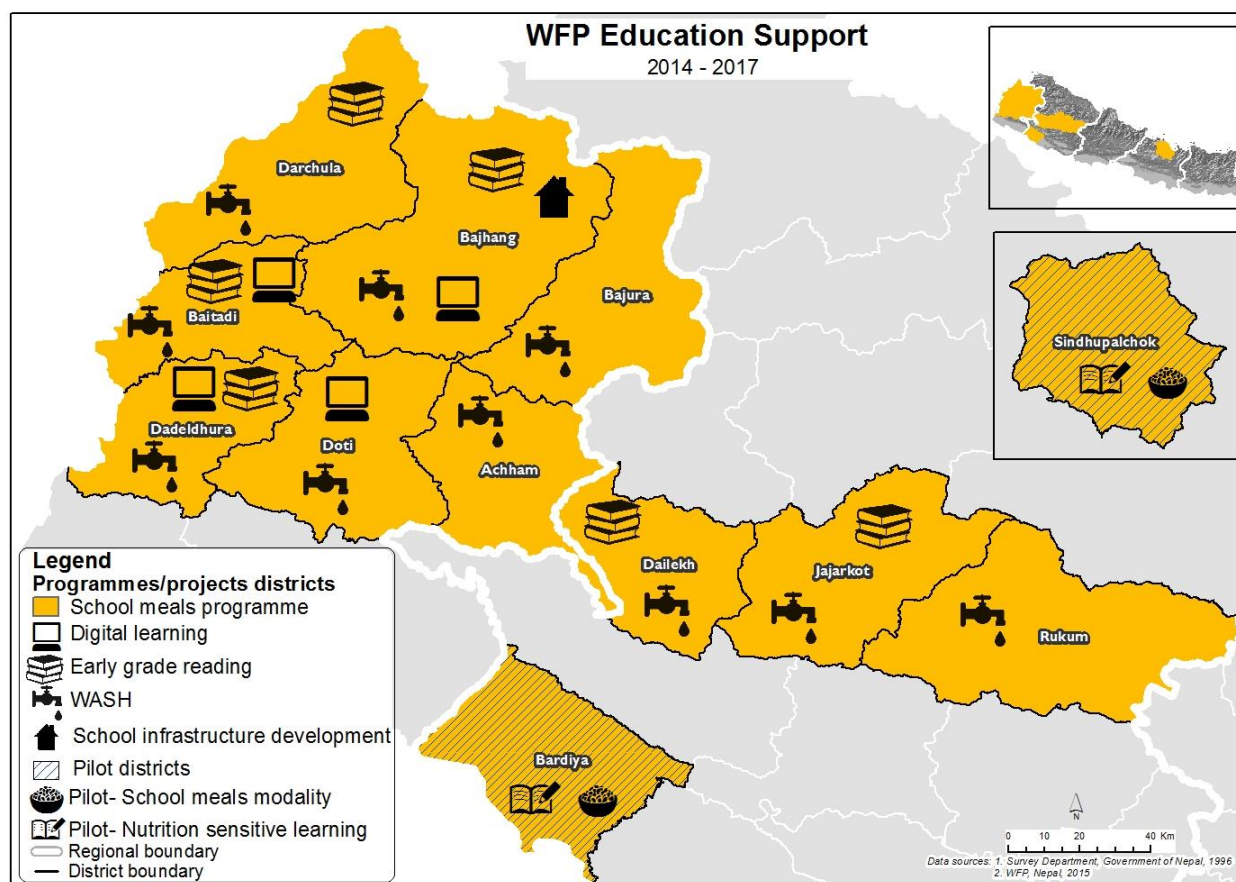 WFP Education Support
2014 - 2017
Darchula
Bajhang
Baitadi
Bajura
Sindhupalchok
Dadeldhura
Doti
Achham
Dailekh
Jajarkot
Rukum
Bardiya
Legend
Programmes/projects districts
School meals programme
Digital learning
Early grade reading
WASH
School infrastructure development
Pilot districts
Pilot- School meals modality
Pilot- Nutrition sensitive learning
Regional boundary
District boundary
N
0 10 20 40 Km
Data sources: 1. Survey Department, Government of Nepal, 1996
2. WFP, Nepal, 2015